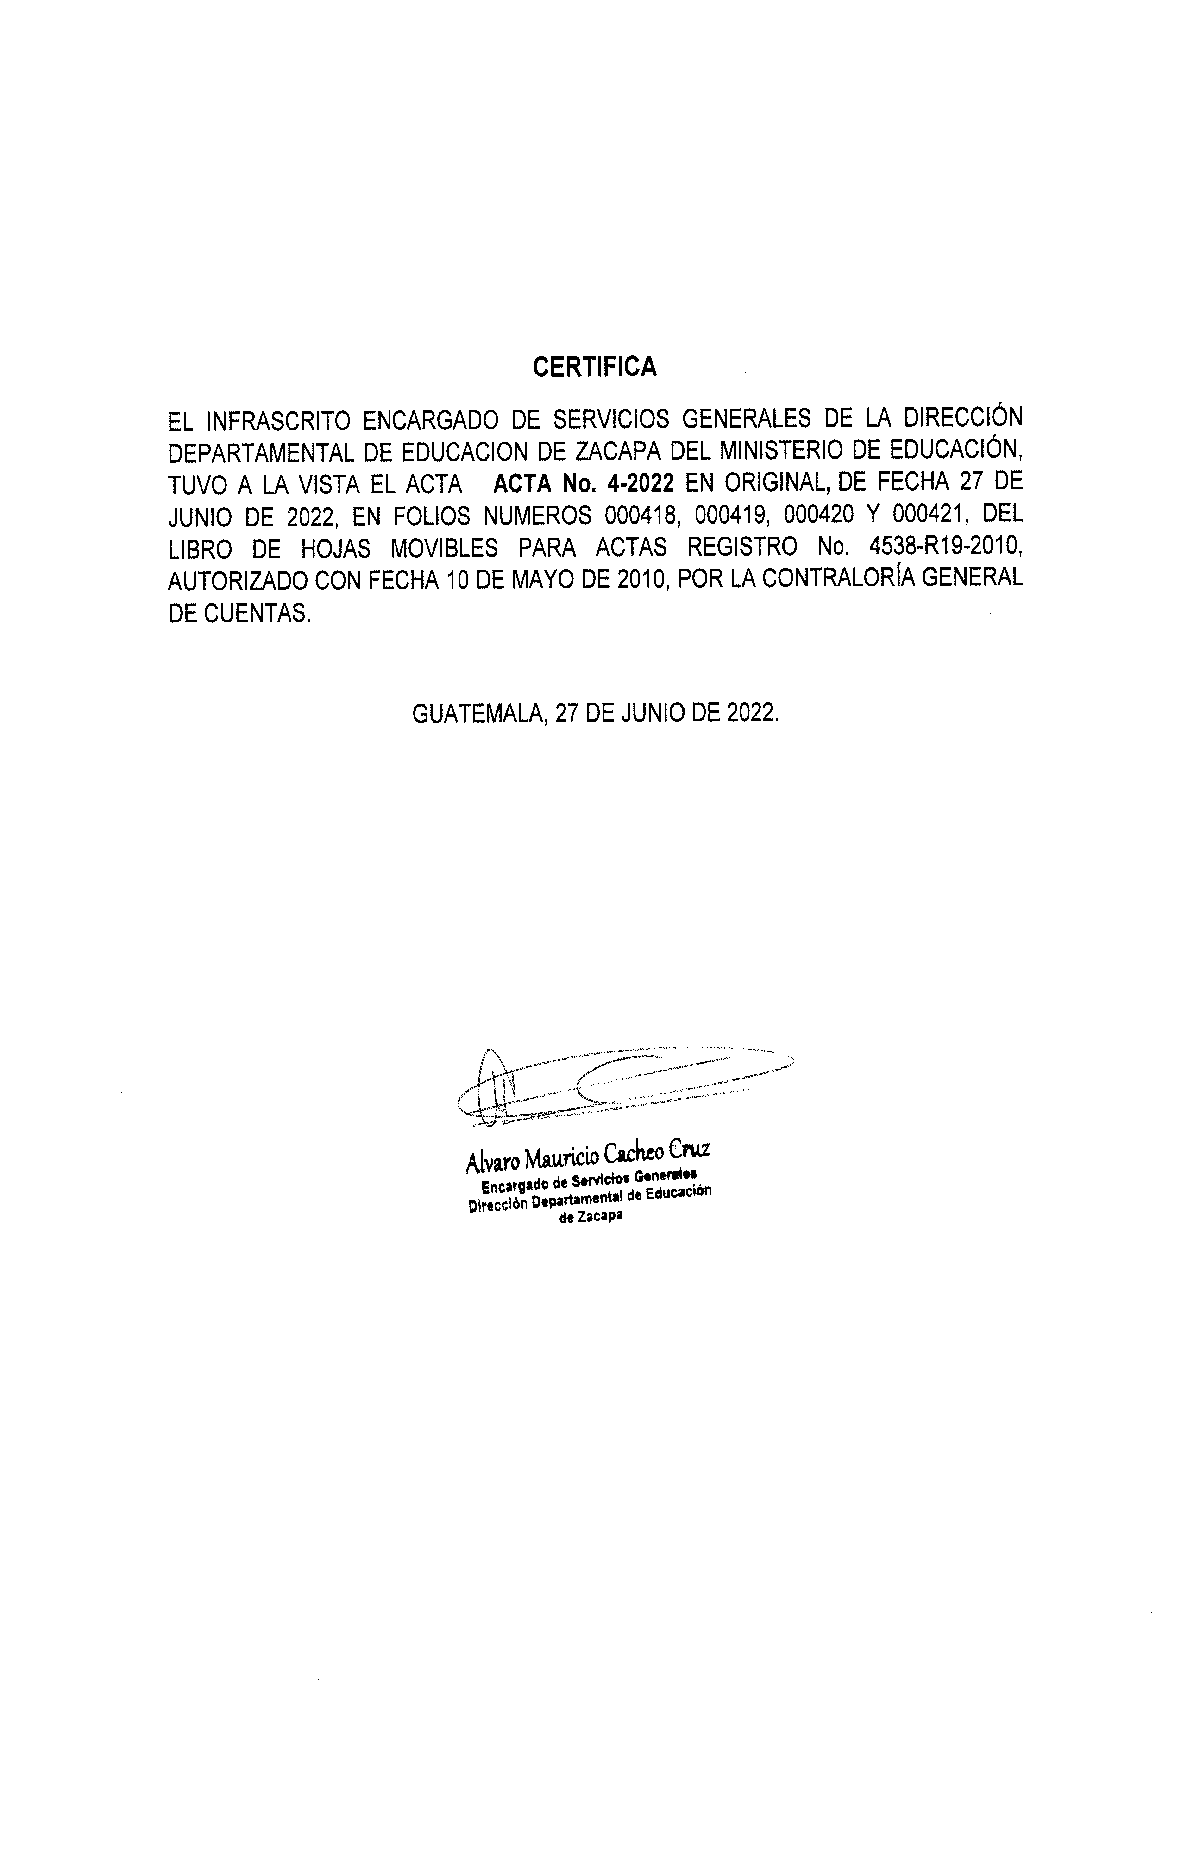 CERTIFICA
EL INFRASCRITO ENCARGADO DE SERVICIOS GENERALES DE LA DIRECCIÓN
DEPARTAMENTAL DE EDUCACION DE ZACAPA DEL MINISTERIO DE EDUCACIÓN,
TUVO A LA VISTA EL ACTA ACTA No. 4-2022 EN ORIGINAL, DE FECHA 27 DE
JUNIO DE 2022, EN FOLIOS NUMEROS 000418, 000419, 000420 Y 000421, DEL
LIBRO DE HOJAS MOVIBLES PARA ACTAS REGISTRO No. 4538-R19-2010,
AUTORIZADO CON FECHA 10 DE MAYO DE 2010, POR LA CONTRALORÍA GENERAL
DE CUENTAS.
GUATEMALA, 27 DE JUNIO DE 2022.
Alvaro Mauricio Cacheo Cruz
Encargado de Servicios Generales
Dirección Departamental de Educación
de Zacapa